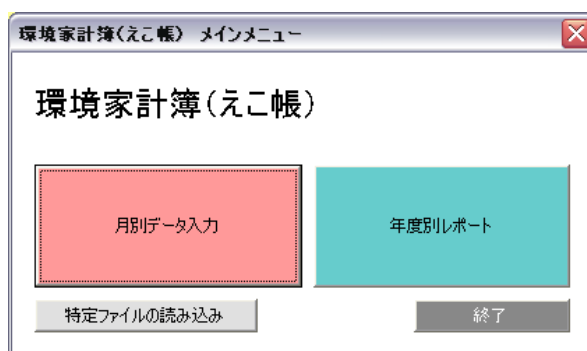 環境家計簿(えこ帳) メインメニュー
環境家計簿(えこ帳)
月別データ入力
年度別レポート
特定ファイルの読み込み
終了